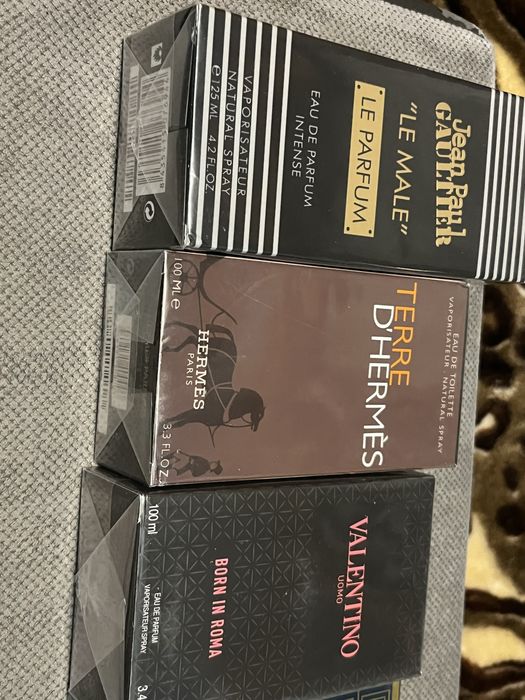 Jean Paul
GAULTIER
"LE MALE"
LE PARFUM
EAU DE PARFUM
INTENSE
VAPORISATEUR
NATURAL SPRAY
e 125 ML 4.2 FL.OZ.
EAU DE TOILETTE
VAPORISATEUR NATURAL SPRAY
TERRE
D'HERMÈS
HERMÈS
PARIS
100 ML e
3.3 FL.OZ.
VALENTINO
UOMO
BORN IN ROMA
EAU DE PARFUM
VAPORISATEUR/SPRAY
100 ml
3.4